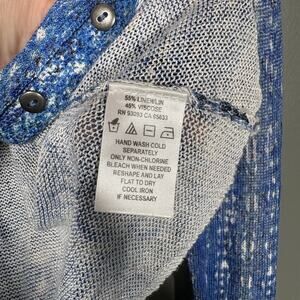 55% LINEN/LIN
45% VISCOSE
RN 93093 CA 05633
HAND WASH COLD
SEPARATELY
ONLY NON-CHLORINE
BLEACH WHEN NEEDED
RESHAPE AND LAY
FLAT TO DRY
COOL IRON
IF NECESSARY